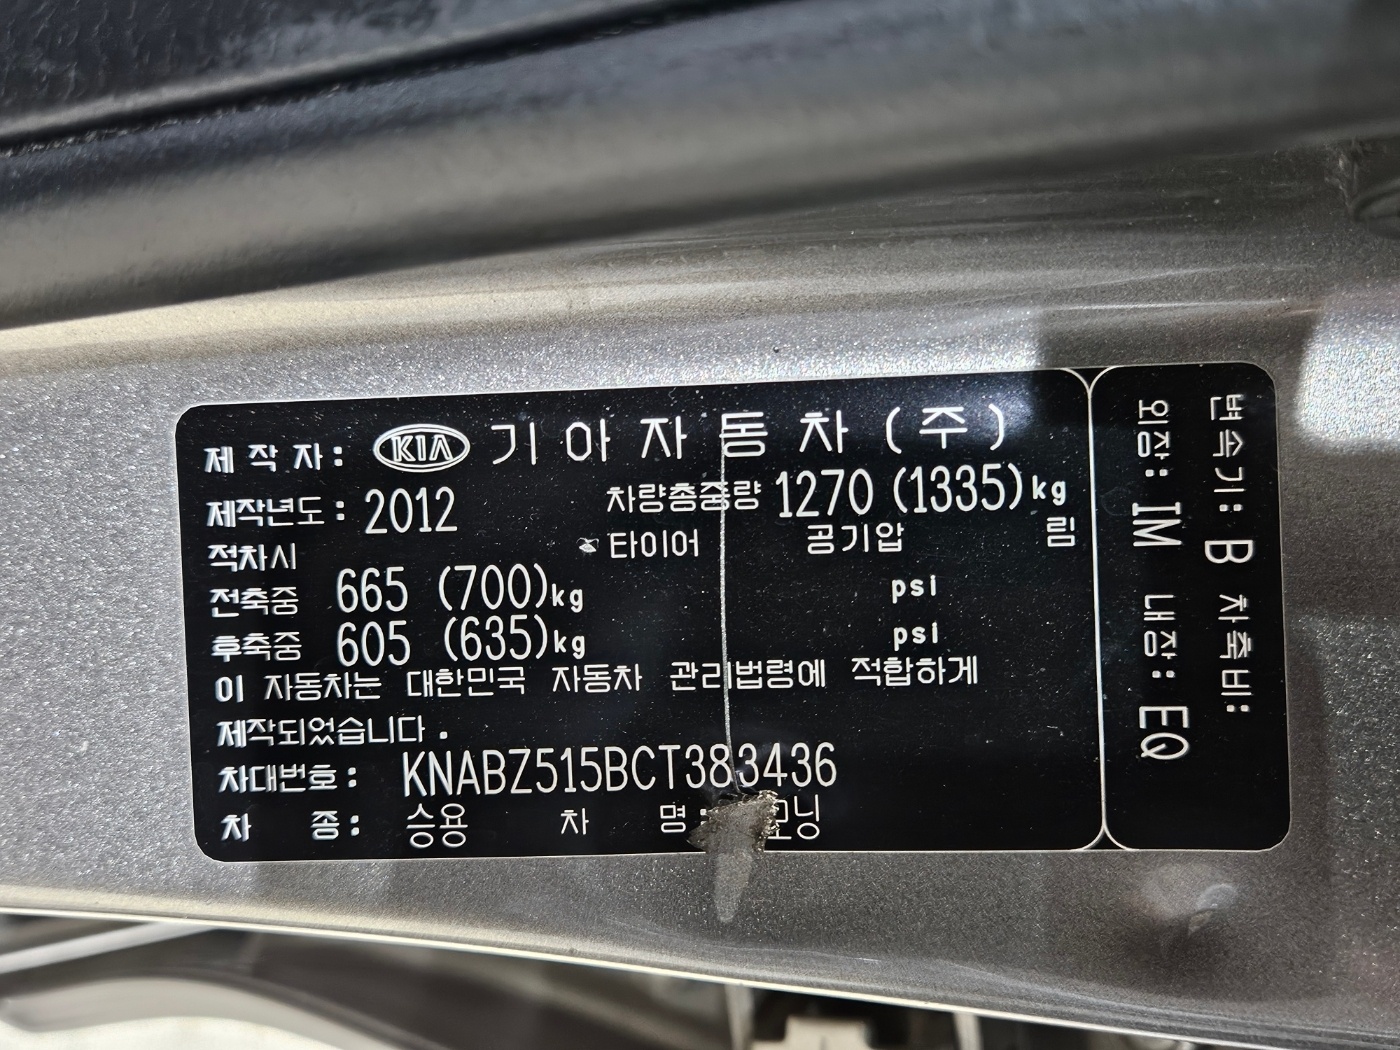 제 작 자 : KIA 기 아 자 동 차 ( 주 )
제작년도 : 2012 차량총중량 1270 (1335)kg
적차시 타이어 공기압 림
전축중 665 (700)kg psi
후축중 605 (635)kg psi
이 자동차는 대한민국 자동차 관리법령에 적합하게
제작되었습니다.
차대번호 : KNABZ515BCT383436
차 종 : 승용 차 명 : 모닝
변속기: B 차축비:
외장: IM 내장: EQ